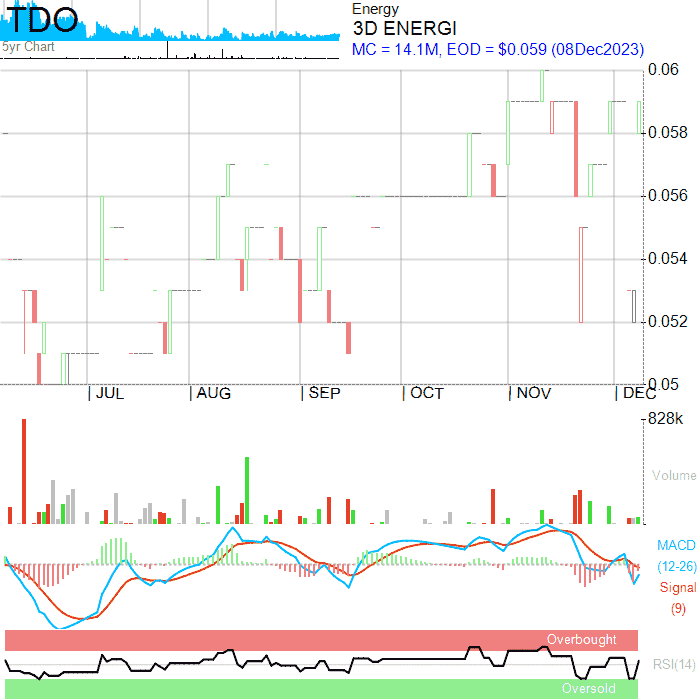 TDO
5yr Chart
Energy
3D ENERGI
MC = 14.1M, EOD = $0.059 (08Dec2023)
0.06
0.058
0.056
0.054
0.052
0.05
JUL AUG SEP OCT NOV DEC
828k
Volume
MACD
(12-26)
Signal
(9)
Overbought
RSI(14)
Oversold